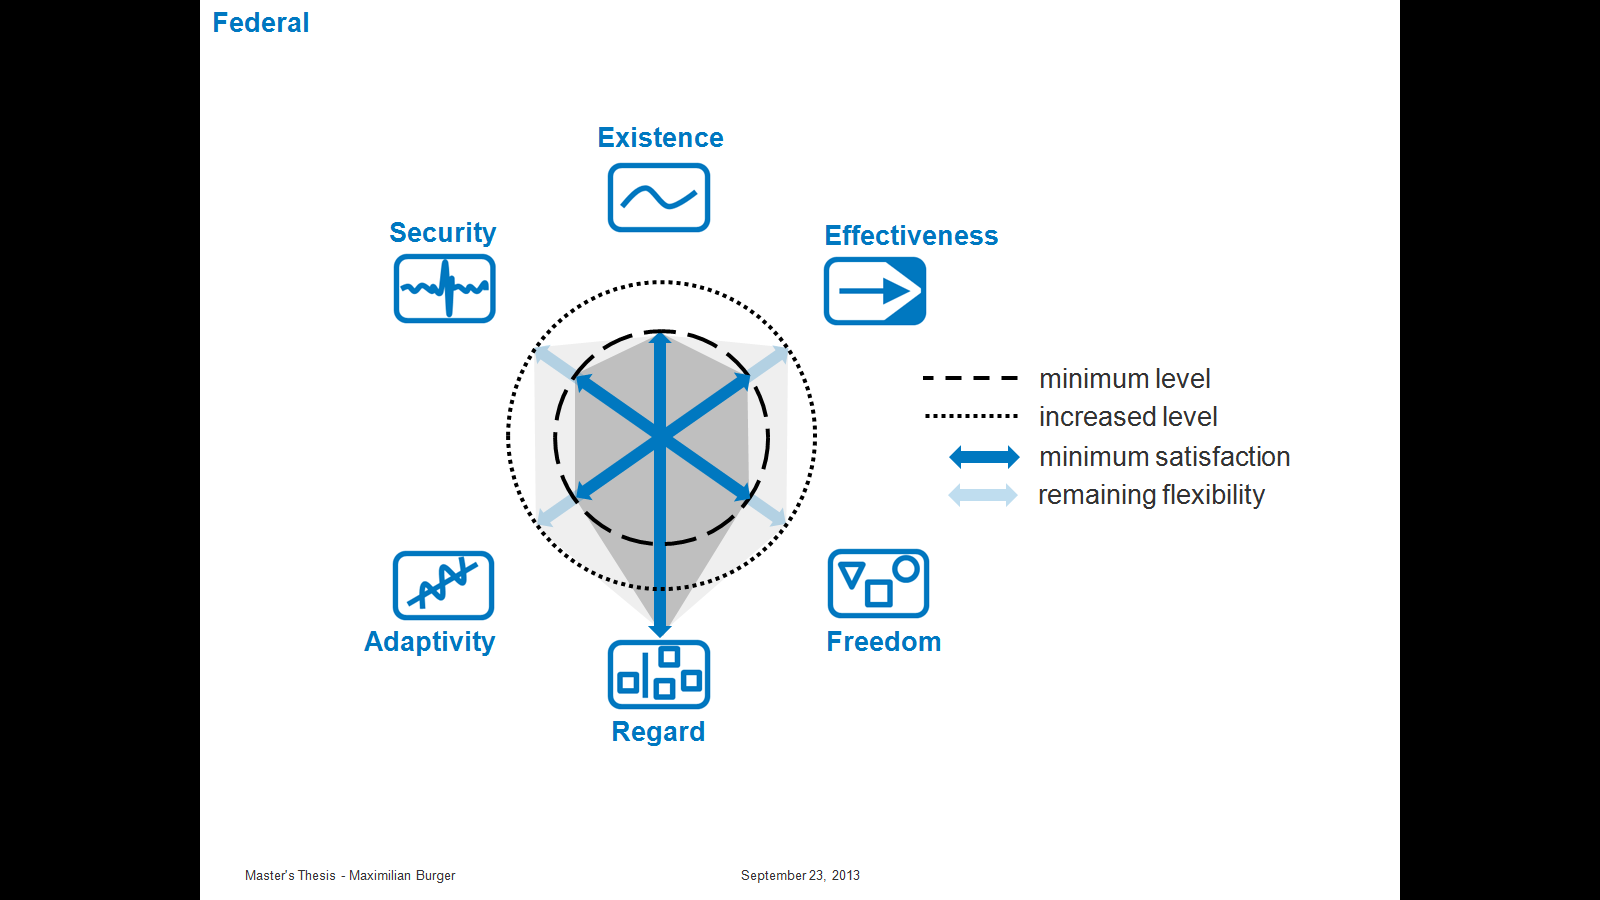 Federal
Existence
Security
Effectiveness
minimum level
increased level
minimum satisfaction
remaining flexibility
Adaptivity
Freedom
Regard
Master's Thesis - Maximilian Burger
September 23, 2013